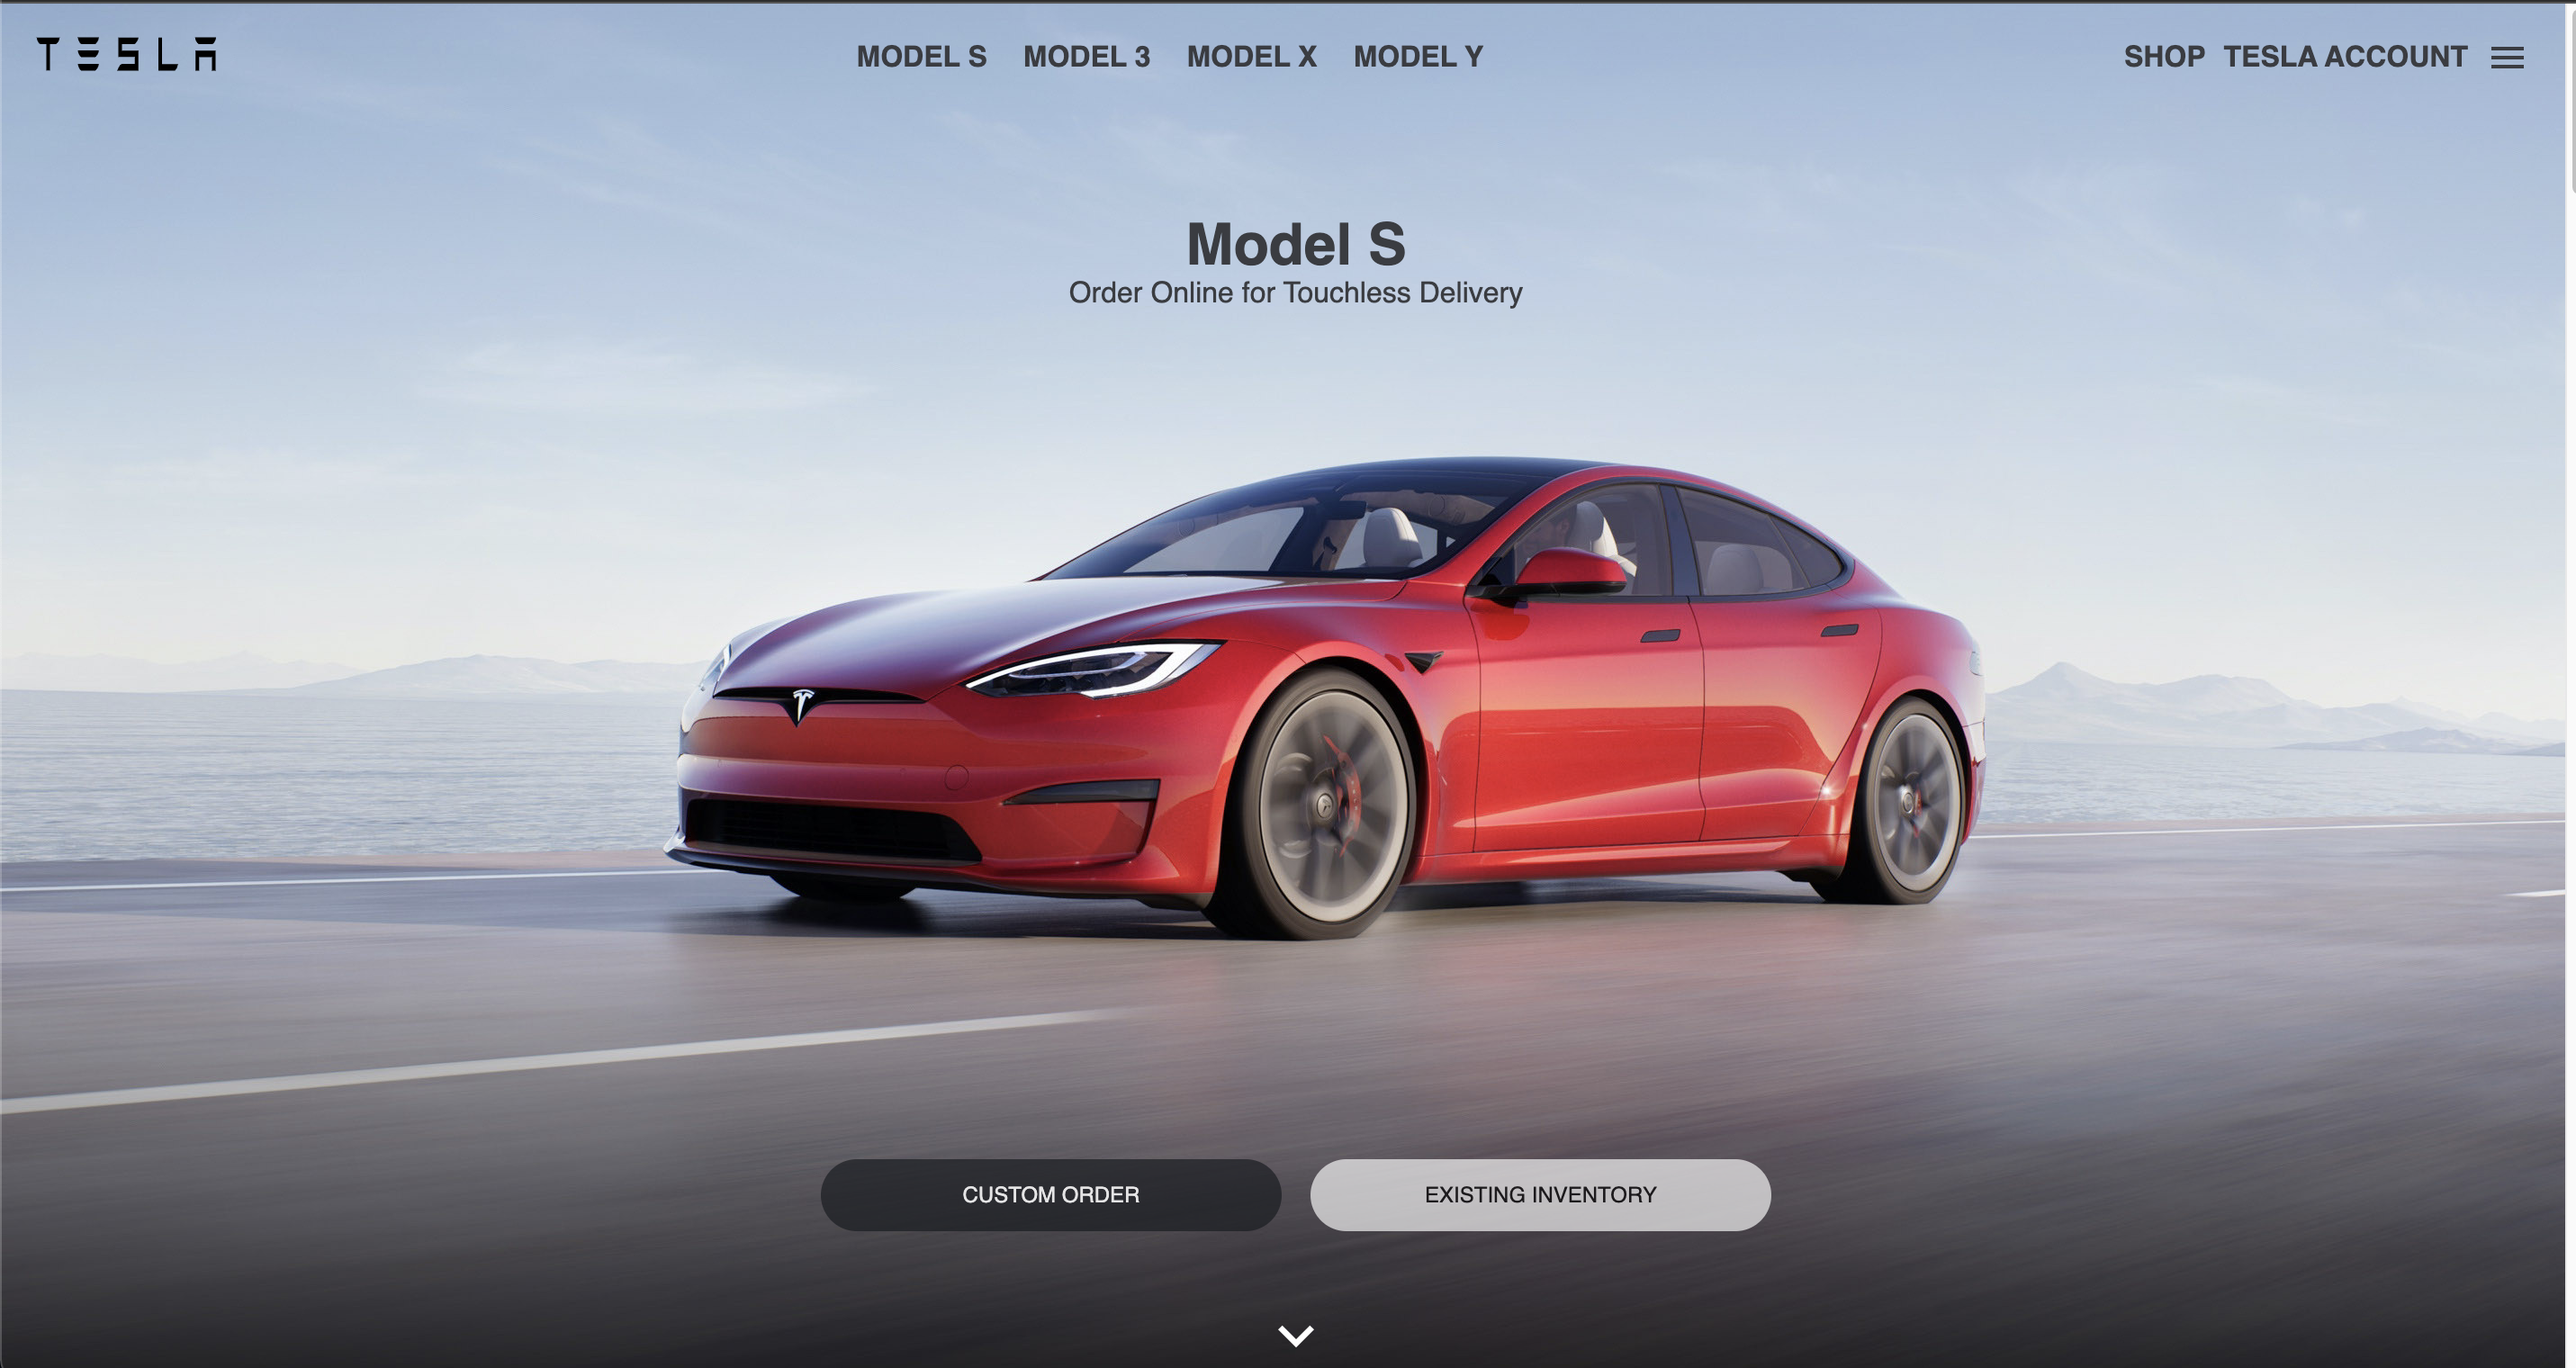 TESLA
MODEL S MODEL 3 MODEL X MODEL Y
SHOP TESLA ACCOUNT
Model S
Order Online for Touchless Delivery
CUSTOM ORDER
EXISTING INVENTORY